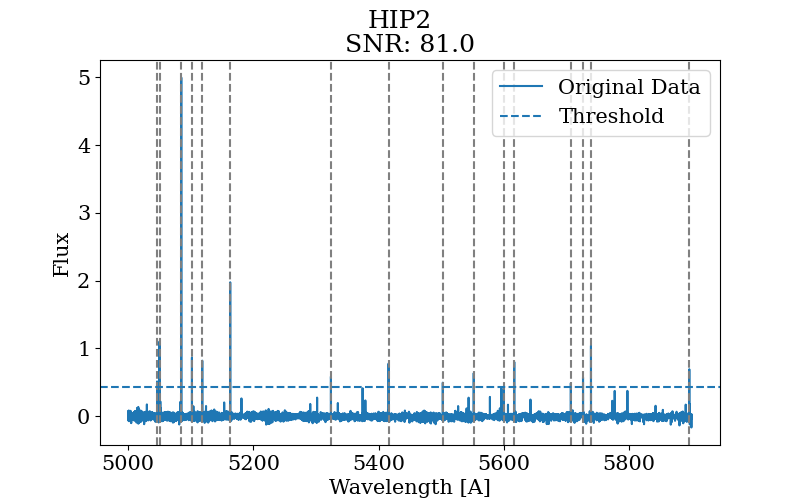 HIP2
SNR: 81.0
Original Data
Threshold
5
4
3
2
1
0
Flux
5000 5200 5400 5600 5800
Wavelength [A]